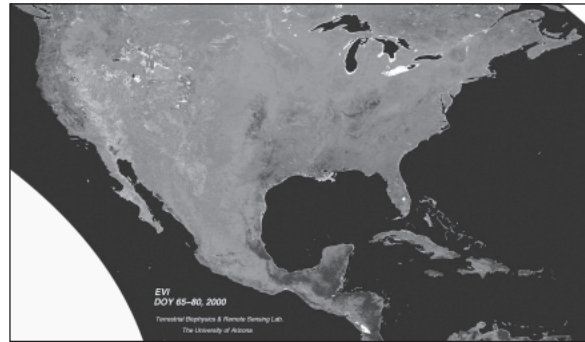 EVI
DOY 65–80, 2000
Terrestrial Biophysics & Remote Sensing Lab.
The University of Arizona